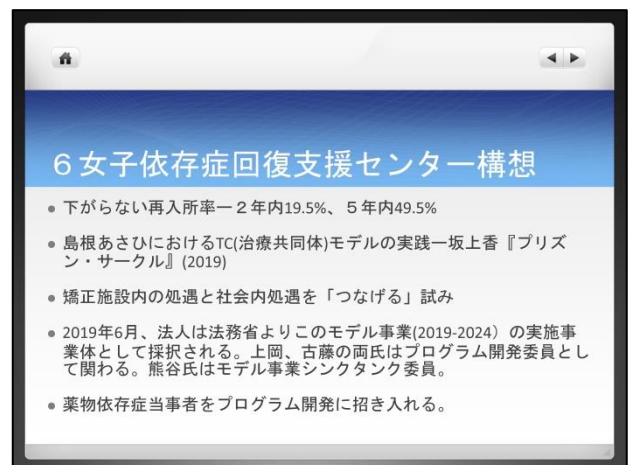 ６女子依存症回復支援センター構想
下がらない再入所率ー２年内19.5%、５年内49.5%
島根あさひにおけるTC(治療共同体)モデルの実践ー坂上香『プリズ
ン・サークル』(2019)
矯正施設内の処遇と社会内処遇を「つなげる」試み
2019年6月、法人は法務省よりこのモデル事業(2019-2024）の実施事
業体として採択される。上岡、古藤の両氏はプログラム開発委員とし
て関わる。熊谷氏はモデル事業シンクタンク委員。
薬物依存症当事者をプログラム開発に招き入れる。